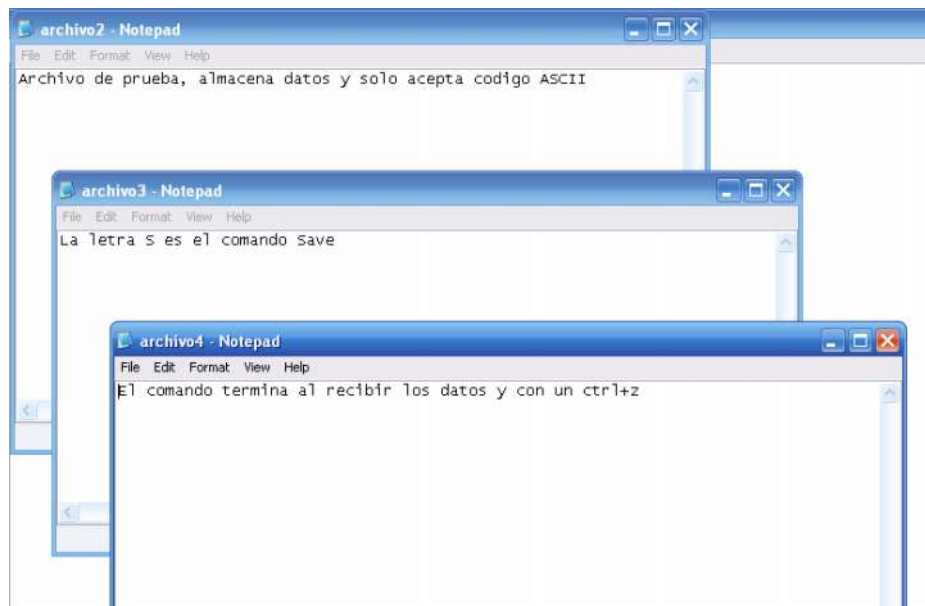 archivo2 - Notepad
File Edit Format View Help
Archivo de prueba, almacena datos y solo acepta codigo ASCII
archivo3 - Notepad
File Edit Format View Help
La letra S es el comando Save
archivo4 - Notepad
File Edit Format View Help
El comando termina al recibir los datos y con un ctrl+z